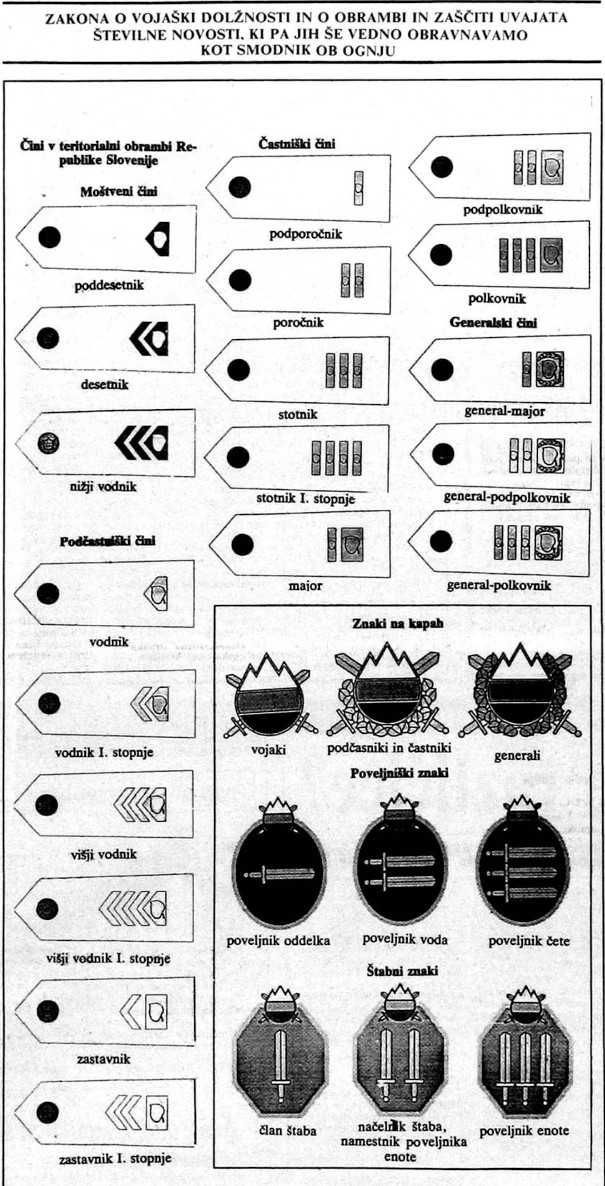 ZAKONA O VOJAŠKI DOLŽNOSTI IN O OBRAMBI IN ZAŠČITI UVAJATA
ŠTEVILNE NOVOSTI, KI PA JIH ŠE VEDNO OBRAVNAVAMO
KOT SMODNIK OB OGNJU
Čini v teritorialni obrambi Re-
publike Slovenije
Moštveni čini
poddesetnik
desetnik
nižji vodnik
Podčastniški čini
vodnik
vodnik I. stopnje
višji vodnik
višji vodnik I. stopnje
zastavnik
zastavnik I. stopnje
Častniški čini
podporočnik
poročnik
stotnik
stotnik I. stopnje
major
podpolkovnik
polkovnik
Generalski čini
general-major
general-podpolkovnik
general-polkovnik
Znaki na kapah
vojaki
podčasniki in častniki
generali
Poveljniški znaki
poveljnik oddelka
poveljnik voda
poveljnik čete
Štabni znaki
član štaba
načelnik štaba,
namestnik poveljnika
enote
poveljnik enote